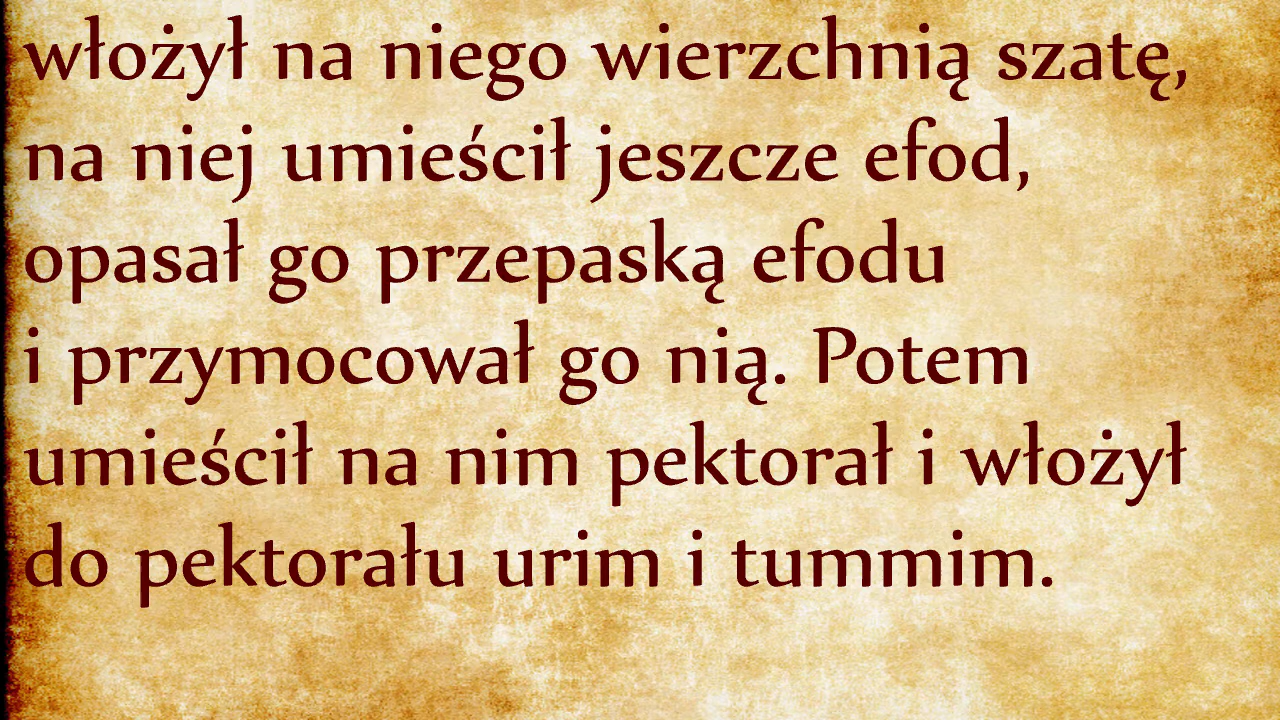 włożył na niego wierzchnią szatę,
na niej umieścił jeszcze efod,
opasał go przepaską efodu
i przymocował go nią. Potem
umieścił na nim pektorał i włożył
do pektorału urim i tummim.